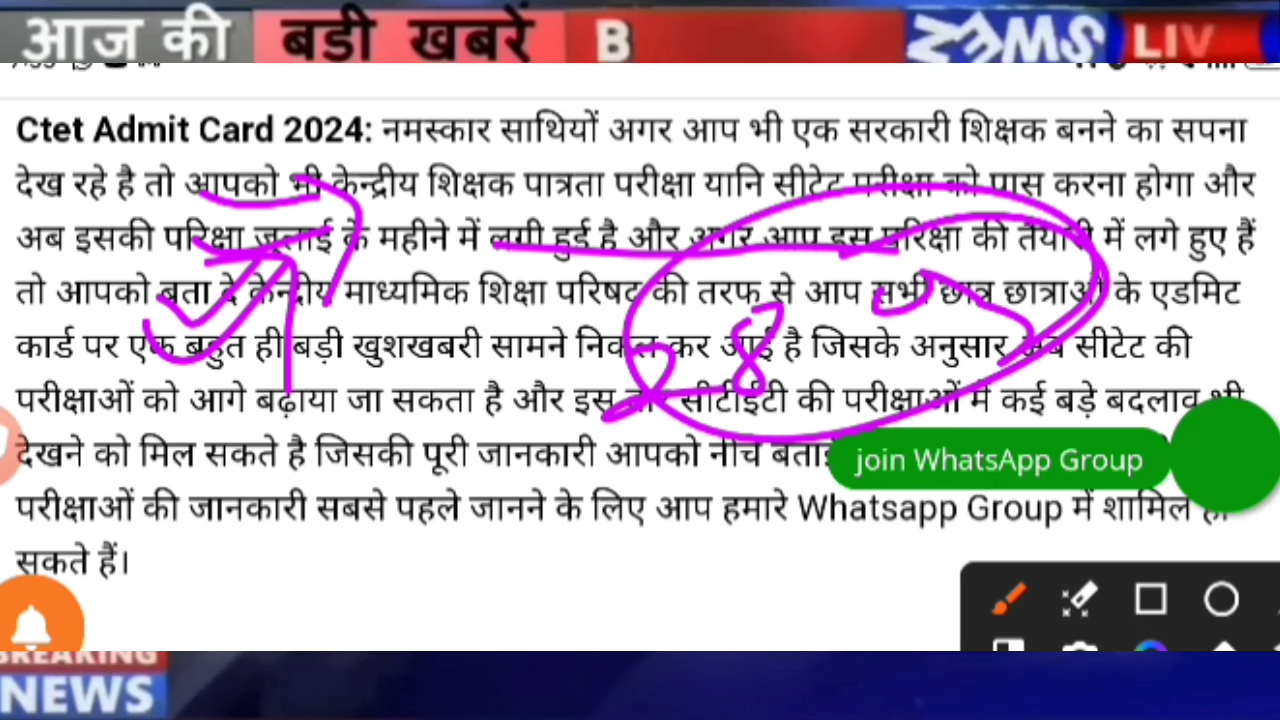 आज की बडी खबरें B LIV
Ctet Admit Card 2024: नमस्कार साथियों अगर आप भी एक सरकारी शिक्षक बनने का सपना
देख रहे है तो आपको भी केन्द्रीय शिक्षक पात्रता परीक्षा यानि सीटेट परीक्षा को पास करना होगा और
अब इसकी परिक्षा जुलाई के महीने में लगी हुई है और अगर आप इस परिक्षा की तैयारी में लगे हुए हैं
तो आपको बता दे केन्द्रीय माध्यमिक शिक्षा परिषद की तरफ से आप सभी छात्र छात्राओं के एडमिट
कार्ड पर एक बहुत ही बड़ी खुशखबरी सामने निकल कर आई है जिसके अनुसार अब सीटेट की
परीक्षाओं को आगे बढ़ाया जा सकता है और इस बार सीटीईटी की परीक्षाओं में कई बड़े बदलाव भी
देखने को मिल सकते है जिसकी पूरी जानकारी आपको नीचे
join WhatsApp Group
परीक्षाओं की जानकारी सबसे पहले जानने के लिए आप हमारे Whatsapp Group में शामिल हो
सकते हैं।
BREAKING
NEWS